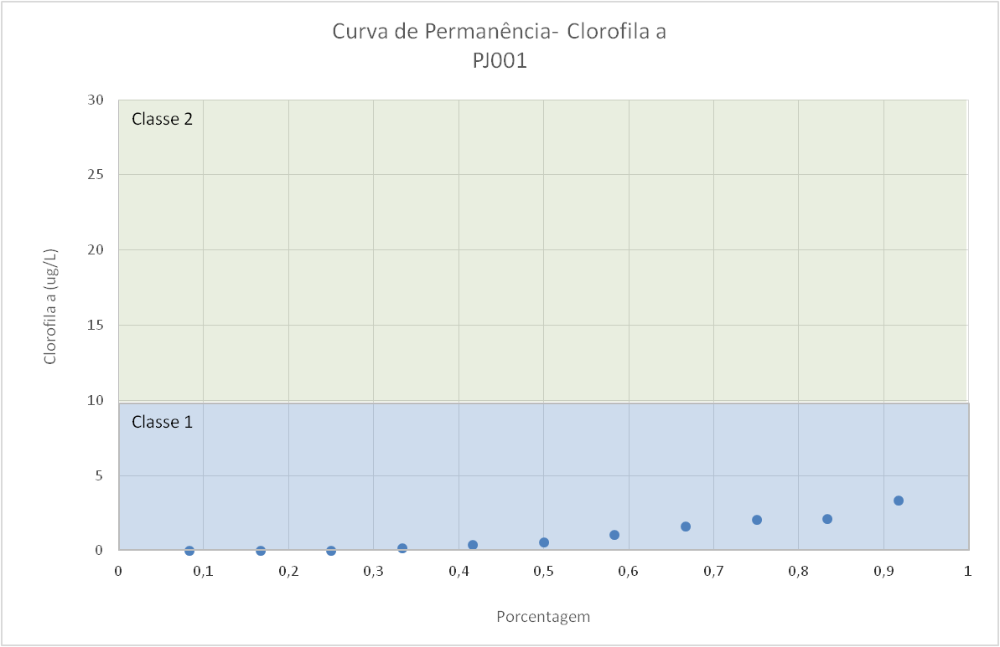 Curva de Permanência- Clorofila a
PJ001
30
Classe 2
25
20
Clorofila a (ug/L)
15
10
Classe 1
5
0
0 0,1 0,2 0,3 0,4 0,5 0,6 0,7 0,8 0,9 1
Porcentagem